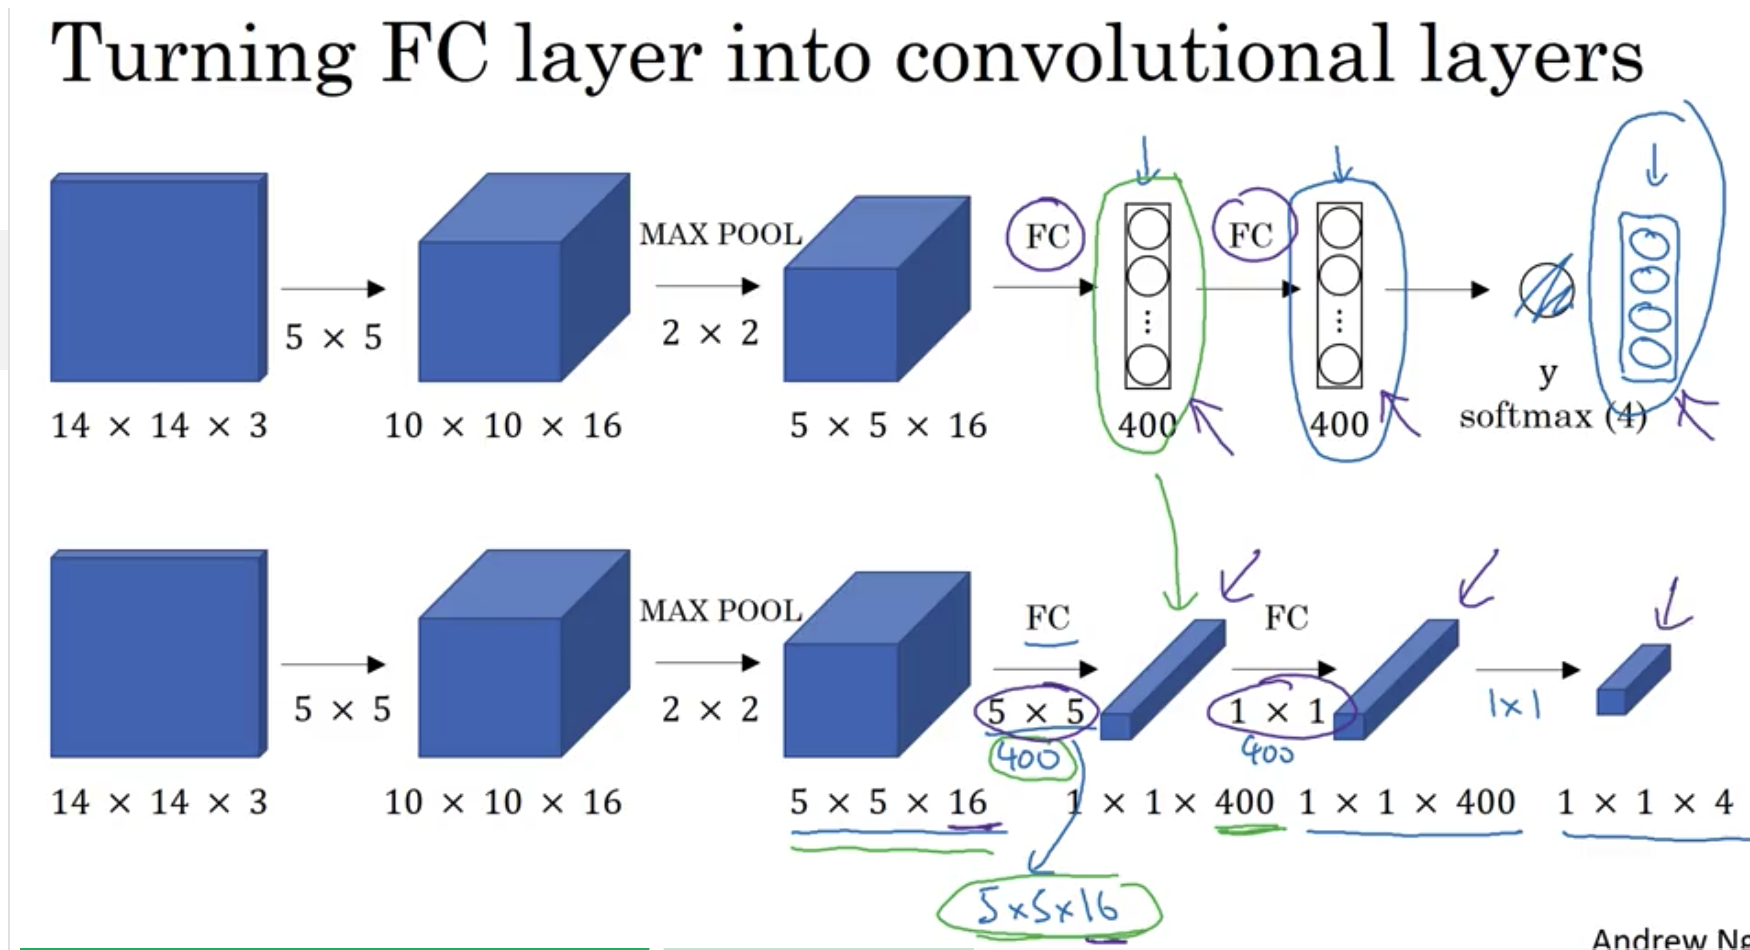 Turning FC layer into convolutional layers
MAX POOL
FC
FC
5 × 5
2 × 2
y
14 × 14 × 3
10 × 10 × 16
5 × 5 × 16
400
400
softmax (4)
MAX POOL
FC
FC
5 × 5
2 × 2
5 × 5
1 × 1
1×1
400
400
14 × 14 × 3
10 × 10 × 16
5 × 5 × 16
1 × 1 × 400
1 × 1 × 400
1 × 1 × 4
5×5×16
Andrew